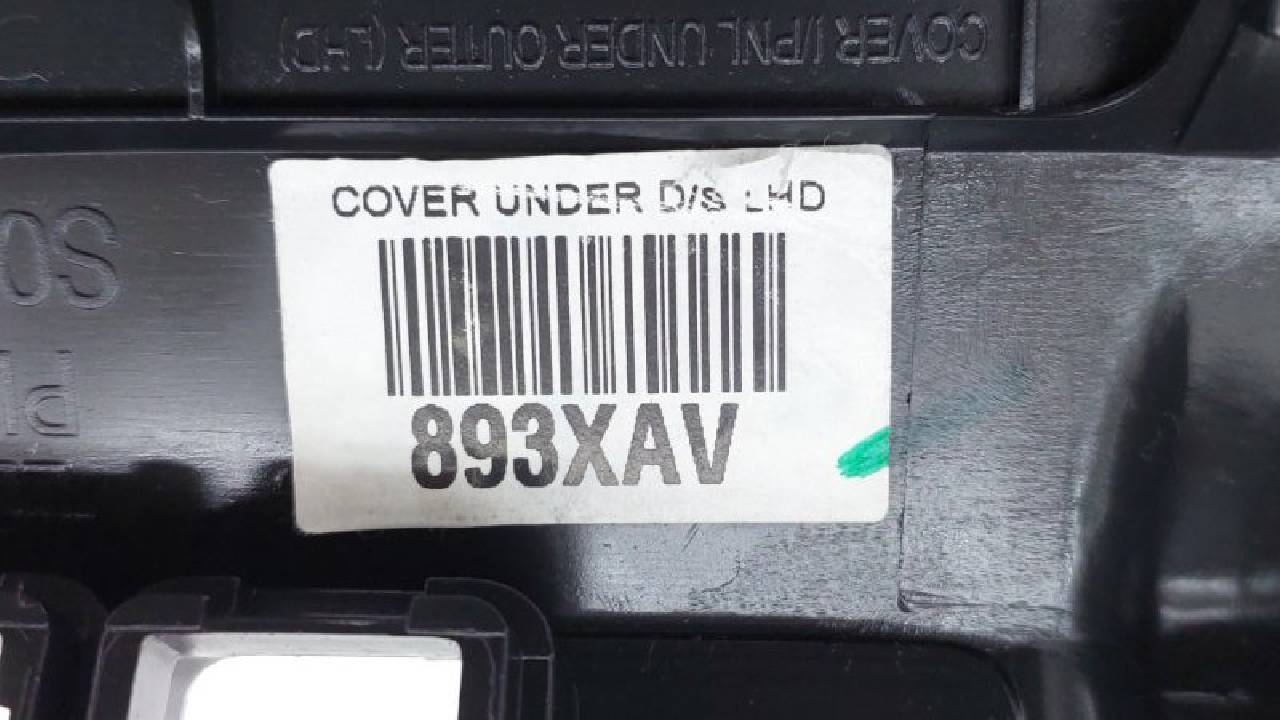 COVER I/PNL UNDER OUTER (LHD)
COVER UNDER D/S LHD
893XAV